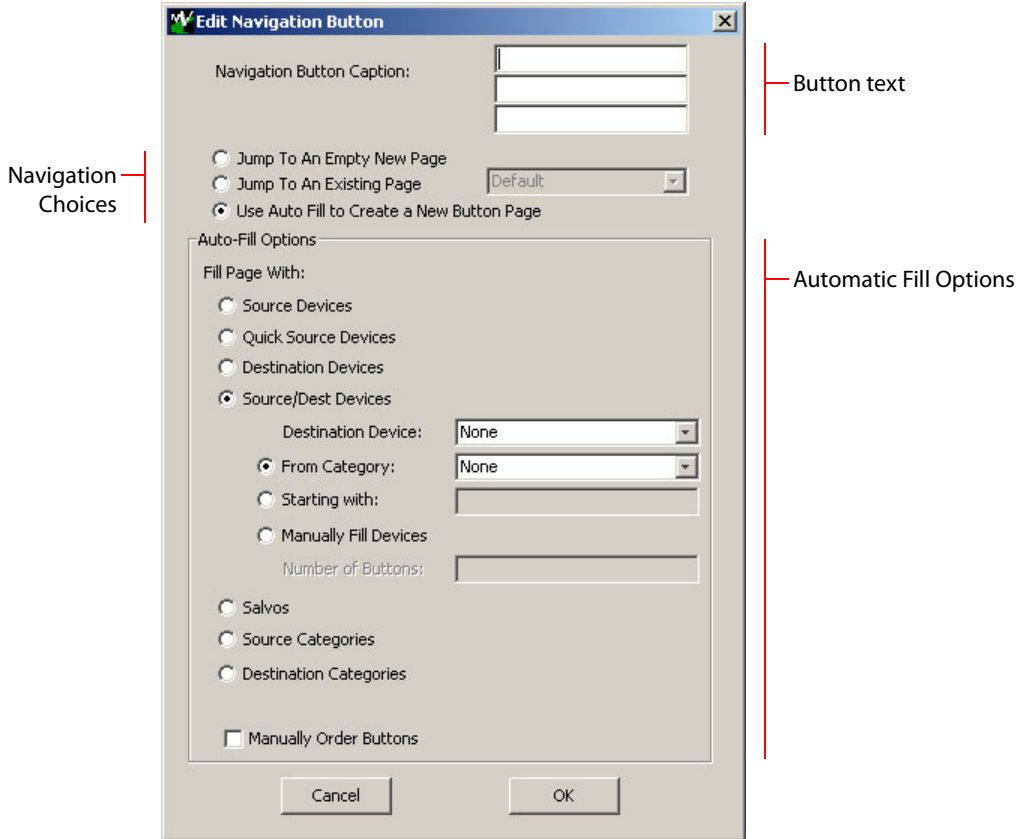 Edit Navigation Button
Navigation Button Caption:
Button text
Navigation
Choices
Jump To An Empty New Page
Jump To An Existing Page
Default
Use Auto Fill to Create a New Button Page
Auto-Fill Options
Automatic Fill Options
Fill Page With:
Source Devices
Quick Source Devices
Destination Devices
Source/Dest Devices
Destination Device:
None
From Category:
None
Starting with:
Manually Fill Devices
Number of Buttons:
Salvos
Source Categories
Destination Categories
Manually Order Buttons
Cancel
OK